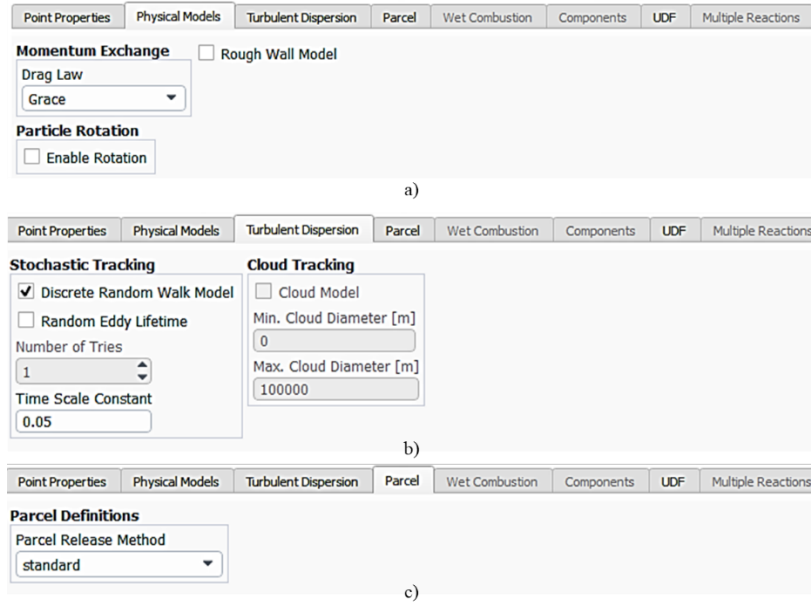 Point Properties Physical Models Turbulent Dispersion Parcel Wet Combustion Components UDF Multiple Reactions
Momentum Exchange Rough Wall Model
Drag Law
Grace
Particle Rotation
Enable Rotation
a)
Point Properties Physical Models Turbulent Dispersion Parcel Wet Combustion Components UDF Multiple Reactions
Stochastic Tracking Cloud Tracking
Discrete Random Walk Model Cloud Model
Random Eddy Lifetime Min. Cloud Diameter [m]
Number of Tries 0
1 Max. Cloud Diameter [m]
Time Scale Constant 100000
0.05
b)
Point Properties Physical Models Turbulent Dispersion Parcel Wet Combustion Components UDF Multiple Reactions
Parcel Definitions
Parcel Release Method
standard
c)